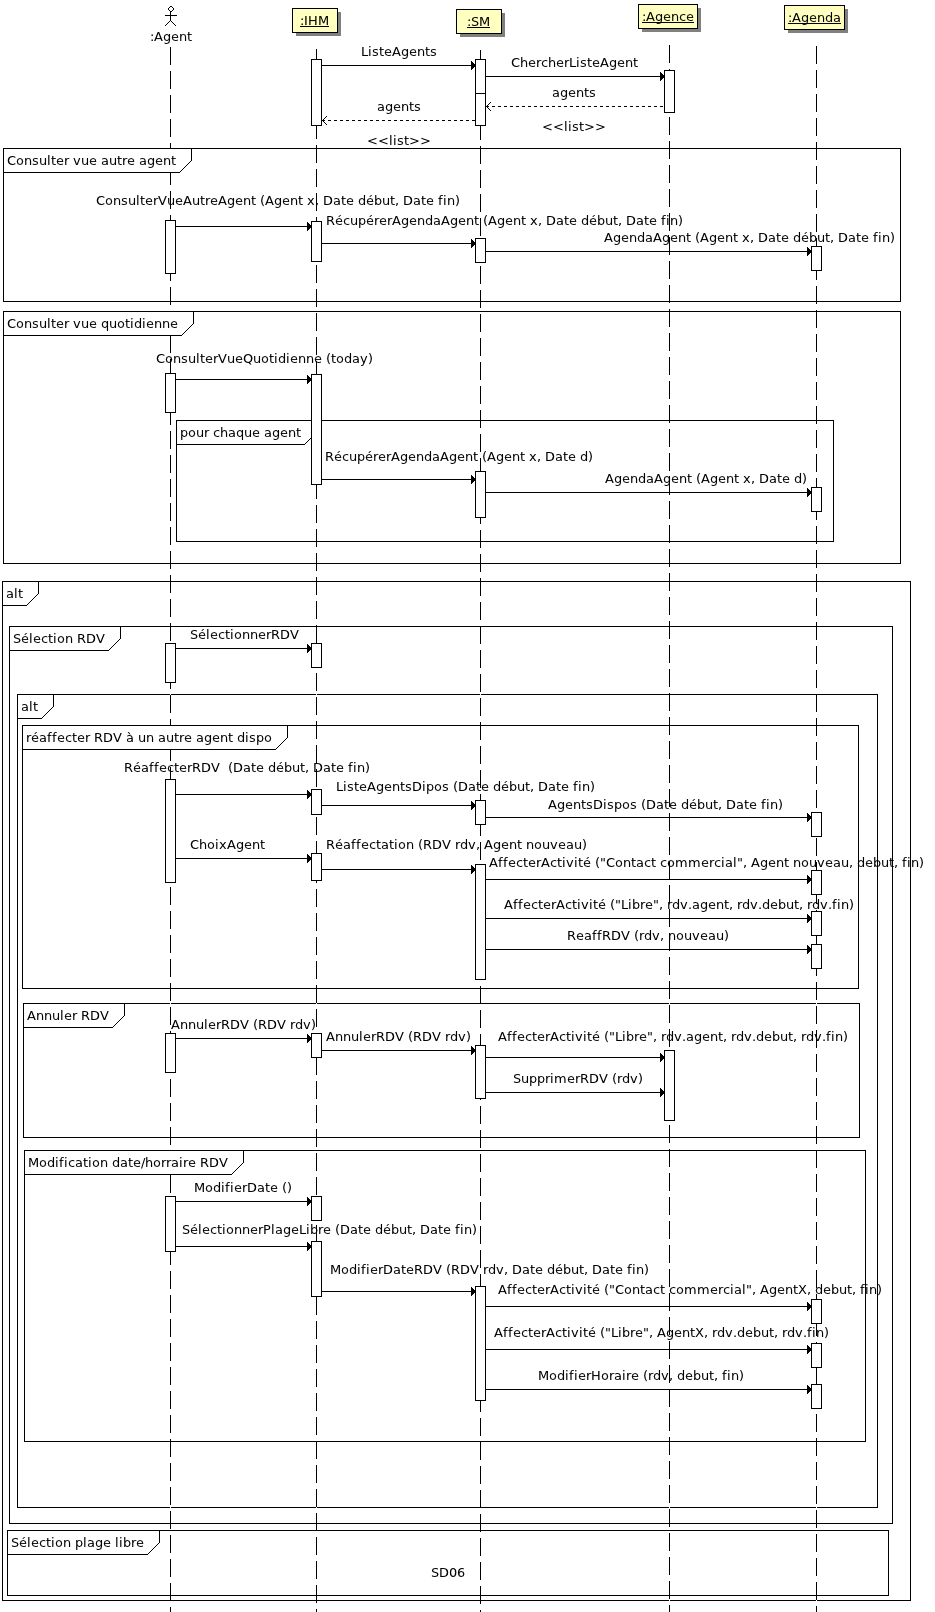 :Agent
:IHM
:SM
:Agence
:Agenda
ListeAgents
ChercherListeAgent
agents
agents
<<list>>
<<list>>
Consulter vue autre agent
ConsulterVueAutreAgent (Agent x, Date début, Date fin)
RécupérerAgendaAgent (Agent x, Date début, Date fin)
AgendaAgent (Agent x, Date début, Date fin)
Consulter vue quotidienne
ConsulterVueQuotidienne (today)
pour chaque agent
RécupérerAgendaAgent (Agent x, Date d)
AgendaAgent (Agent x, Date d)
alt
Sélection RDV
SélectionnerRDV
alt
réaffecter RDV à un autre agent dispo
RéaffecterRDV (Date début, Date fin)
ListeAgentsDipos (Date début, Date fin)
AgentsDispos (Date début, Date fin)
ChoixAgent
Réaffectation (RDV rdv, Agent nouveau)
AffecterActivité ("Contact commercial", Agent nouveau, debut, fin)
AffecterActivité ("Libre", rdv.agent, rdv.debut, rdv.fin)
ReaffRDV (rdv, nouveau)
Annuler RDV
AnnulerRDV (RDV rdv)
AnnulerRDV (RDV rdv)
AffecterActivité ("Libre", rdv.agent, rdv.debut, rdv.fin)
SupprimerRDV (rdv)
Modification date/horraire RDV
ModifierDate ()
SélectionnerPlageLibre (Date début, Date fin)
ModifierDateRDV (RDV rdv, Date début, Date fin)
AffecterActivité ("Contact commercial", AgentX, debut, fin)
AffecterActivité ("Libre", AgentX, rdv.debut, rdv.fin)
ModifierHoraire (rdv, debut, fin)
Sélection plage libre
SD06